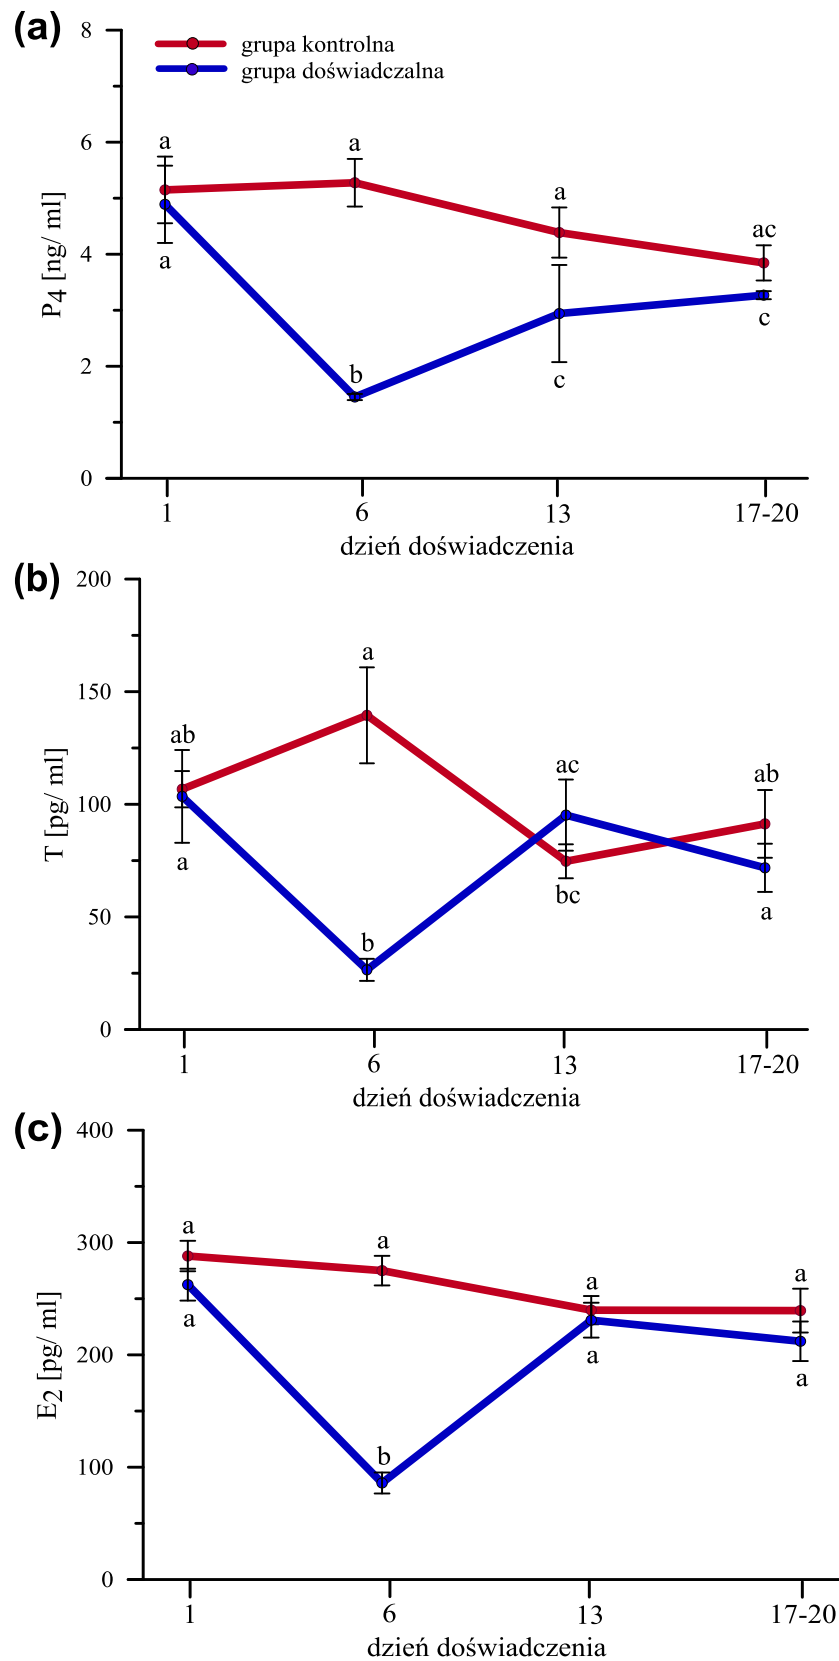 (a)
8
grupa kontrolna
grupa doświadczalna
a
a
6
a
ac
P4 [ng/ ml]
4
a
c
b
c
2
0
1 6 13 17-20
dzień doświadczenia
(b)
200
a
150
ab
ac
ab
T [pg/ ml]
100
a
bc
a
50
b
0
1 6 13 17-20
dzień doświadczenia
(c)
400
a
a
300
a
a
E2 [pg/ ml]
a
200
a
a
b
100
0
1 6 13 17-20
dzień doświadczenia